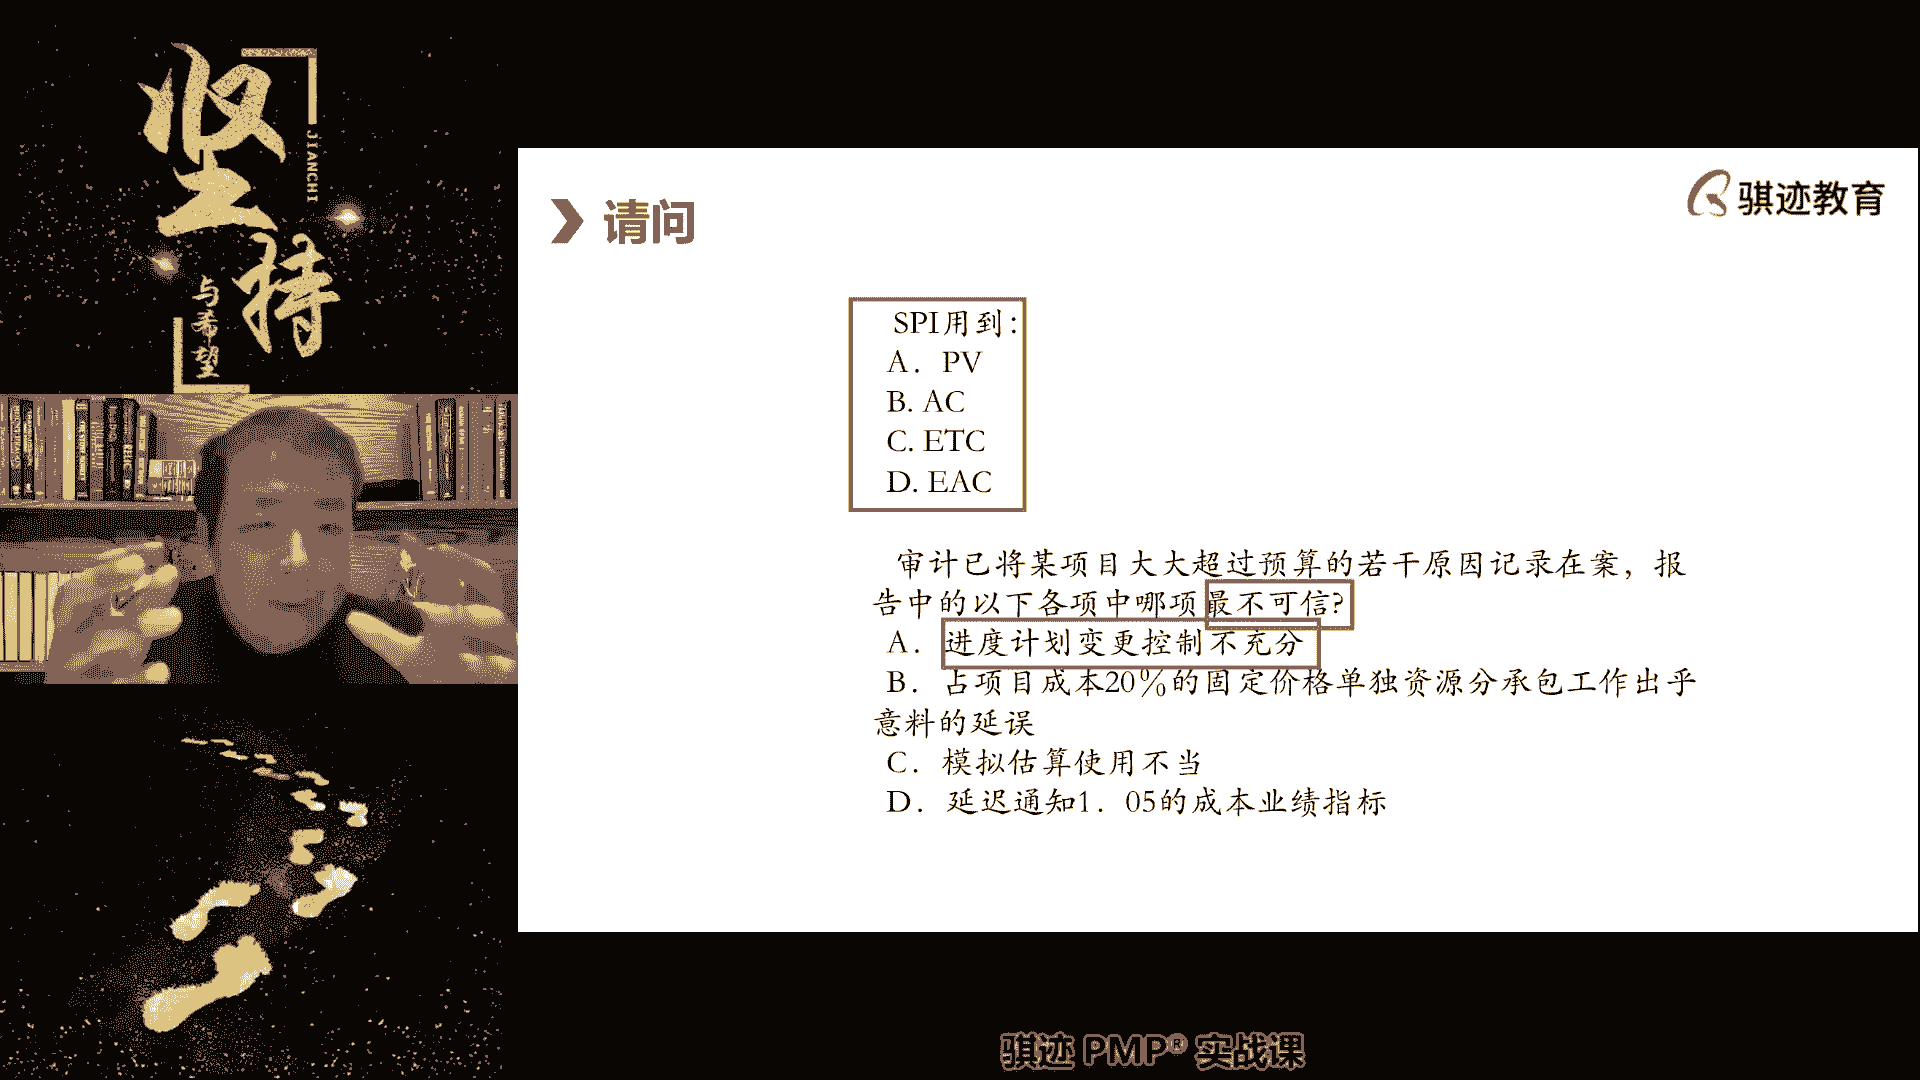 坚持
JIANCHI
与希望
请问
骐迹教育
SPI用到：
A．PV
B. AC
C. ETC
D. EAC
审计已将某项目大大超过预算的若干原因记录在案，报
告中的以下各项中哪项最不可信？
A．进度计划变更控制不充分
B．占项目成本20％的固定价格单独资源分承包工作出乎
意料的延误
C．模拟估算使用不当
D．延迟通知1．05的成本业绩指标
骐迹 PMP® 实战课